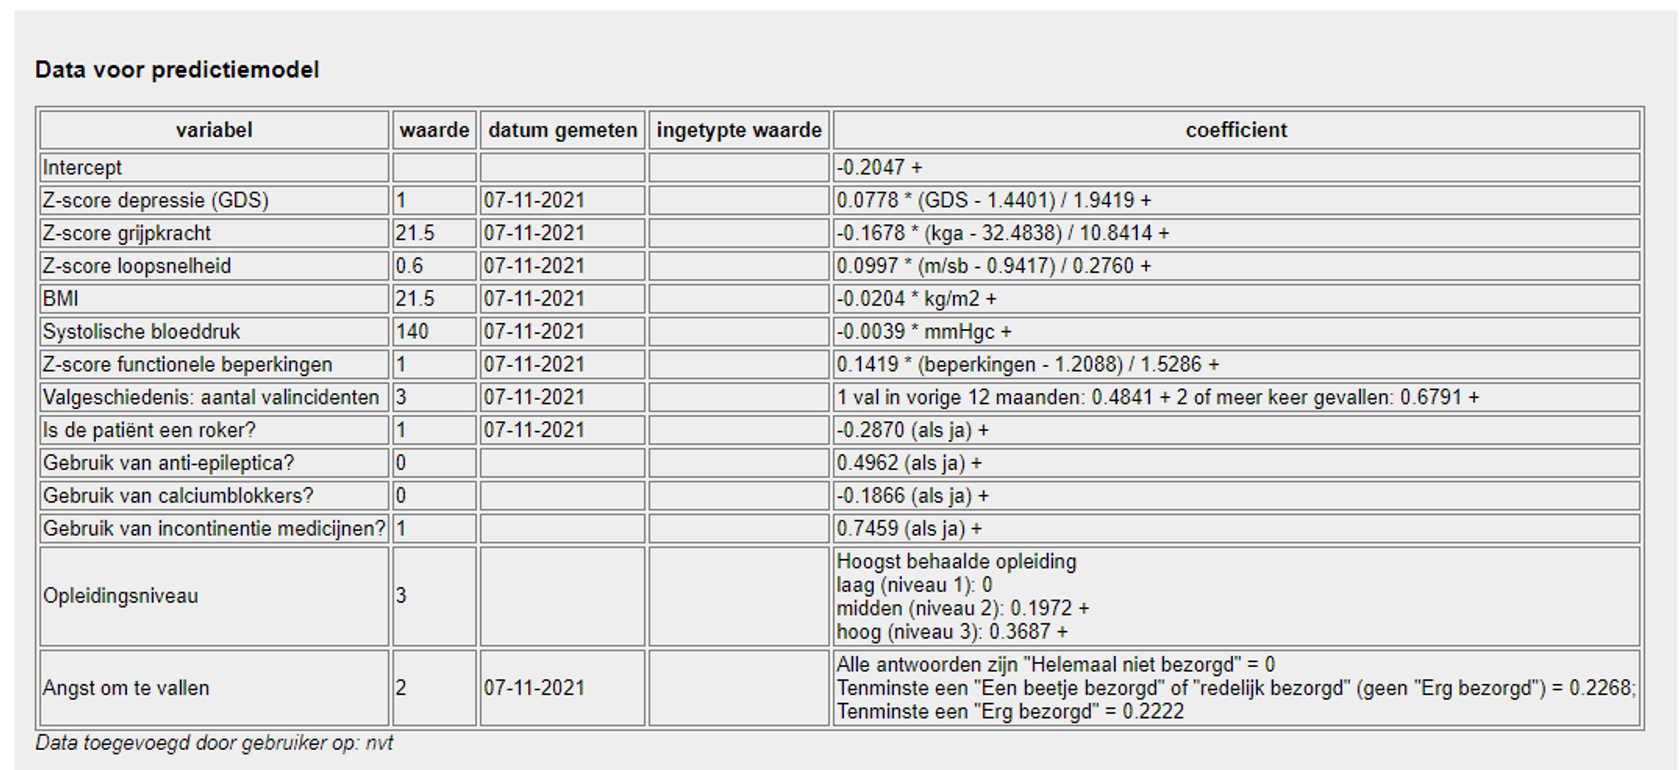 Data voor predictiemodel
variabel waarde datum gemeten ingetypte waarde coefficient
Intercept -0.2047 +
Z-score depressie (GDS) 1 07-11-2021 0.0778 * (GDS - 1.4401) / 1.9419 +
Z-score grijpkracht 21.5 07-11-2021 -0.1678 * (kga - 32.4838) / 10.8414 +
Z-score loopsnelheid 0.6 07-11-2021 0.0997 * (m/sb - 0.9417) / 0.2760 +
BMI 21.5 07-11-2021 -0.0204 * kg/m2 +
Systolische bloeddruk 140 07-11-2021 -0.0039 * mmHgc +
Z-score functionele beperkingen 1 07-11-2021 0.1419 * (beperkingen - 1.2088) / 1.5286 +
Valgeschiedenis: aantal valincidenten 3 07-11-2021 1 val in vorige 12 maanden: 0.4841 + 2 of meer keer gevallen: 0.6791 +
Is de patiënt een roker? 1 07-11-2021 -0.2870 (als ja) +
Gebruik van anti-epileptica? 0 0.4962 (als ja) +
Gebruik van calciumblokkers? 0 -0.1866 (als ja) +
Gebruik van incontinentie medicijnen? 1 0.7459 (als ja) +
Opleidingsniveau 3 Hoogst behaalde opleiding
laag (niveau 1): 0
midden (niveau 2): 0.1972 +
hoog (niveau 3): 0.3687 +
Angst om te vallen 2 07-11-2021 Alle antwoorden zijn "Helemaal niet bezorgd" = 0
Tenminste een "Een beetje bezorgd" of "redelijk bezorgd" (geen "Erg bezorgd") = 0.2268;
Tenminste een "Erg bezorgd" = 0.2222
Data toegevoegd door gebruiker op: nvt